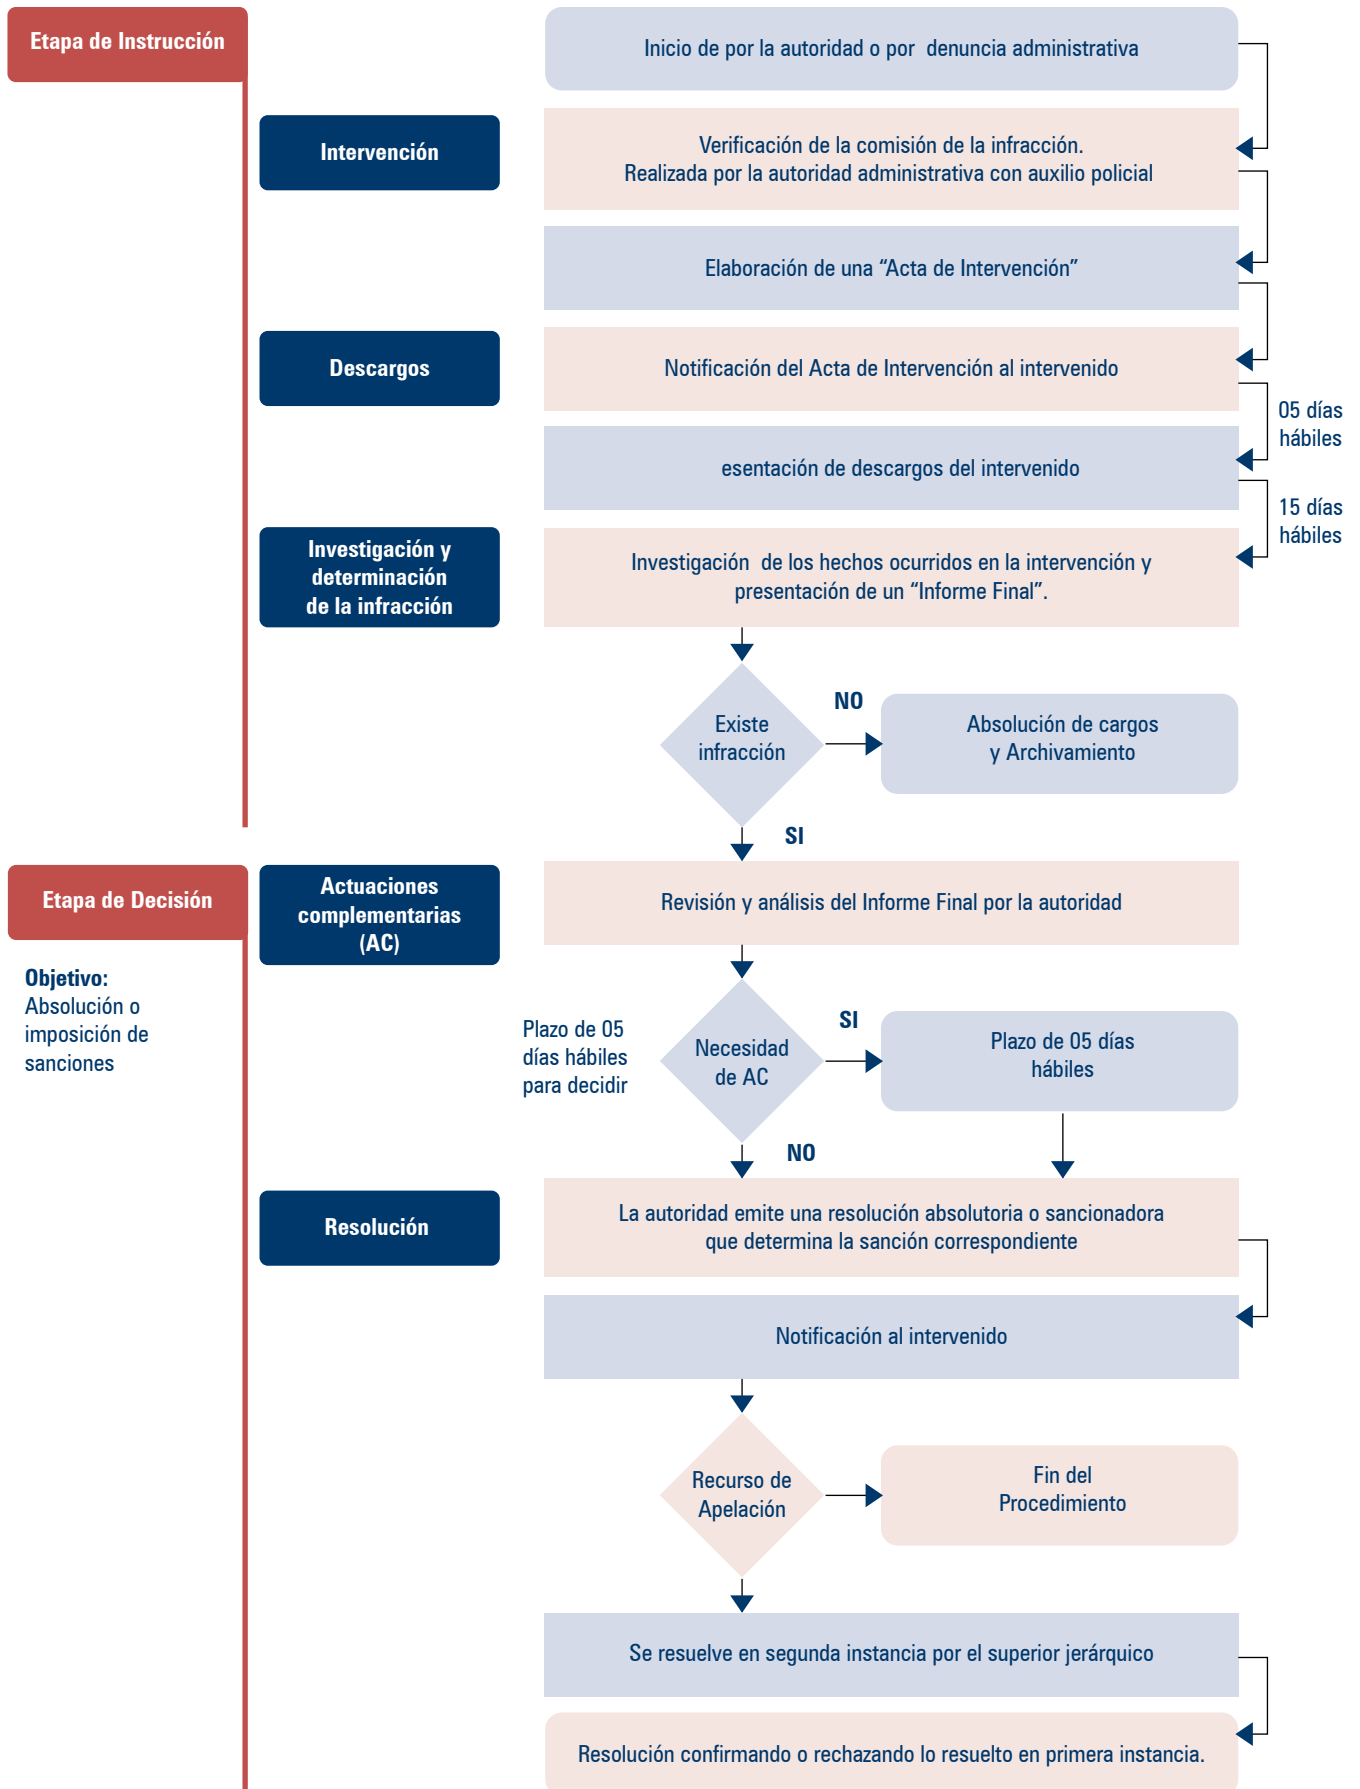 Etapa de Instrucción
Inicio de por la autoridad o por denuncia administrativa
Intervención
Verificación de la comisión de la infracción.
Realizada por la autoridad administrativa con auxilio policial
Elaboración de una “Acta de Intervención”
Descargos
Notificación del Acta de Intervención al intervenido
05 días
hábiles
esentación de descargos del intervenido
15 días
hábiles
Investigación y
determinación
de la infracción
Investigación de los hechos ocurridos en la intervención y
presentación de un “Informe Final”.
Existe
infracción
NO
Absolución de cargos
y Archivamiento
SI
Etapa de Decisión
Objetivo:
Absolución o
imposición de
sanciones
Actuaciones
complementarias
(AC)
Revisión y análisis del Informe Final por la autoridad
Plazo de 05
días hábiles
para decidir
Necesidad
de AC
SI
Plazo de 05 días
hábiles
NO
Resolución
La autoridad emite una resolución absolutoria o sancionadora
que determina la sanción correspondiente
Notificación al intervenido
Recurso de
Apelación
Fin del
Procedimiento
Se resuelve en segunda instancia por el superior jerárquico
Resolución confirmando o rechazando lo resuelto en primera instancia.